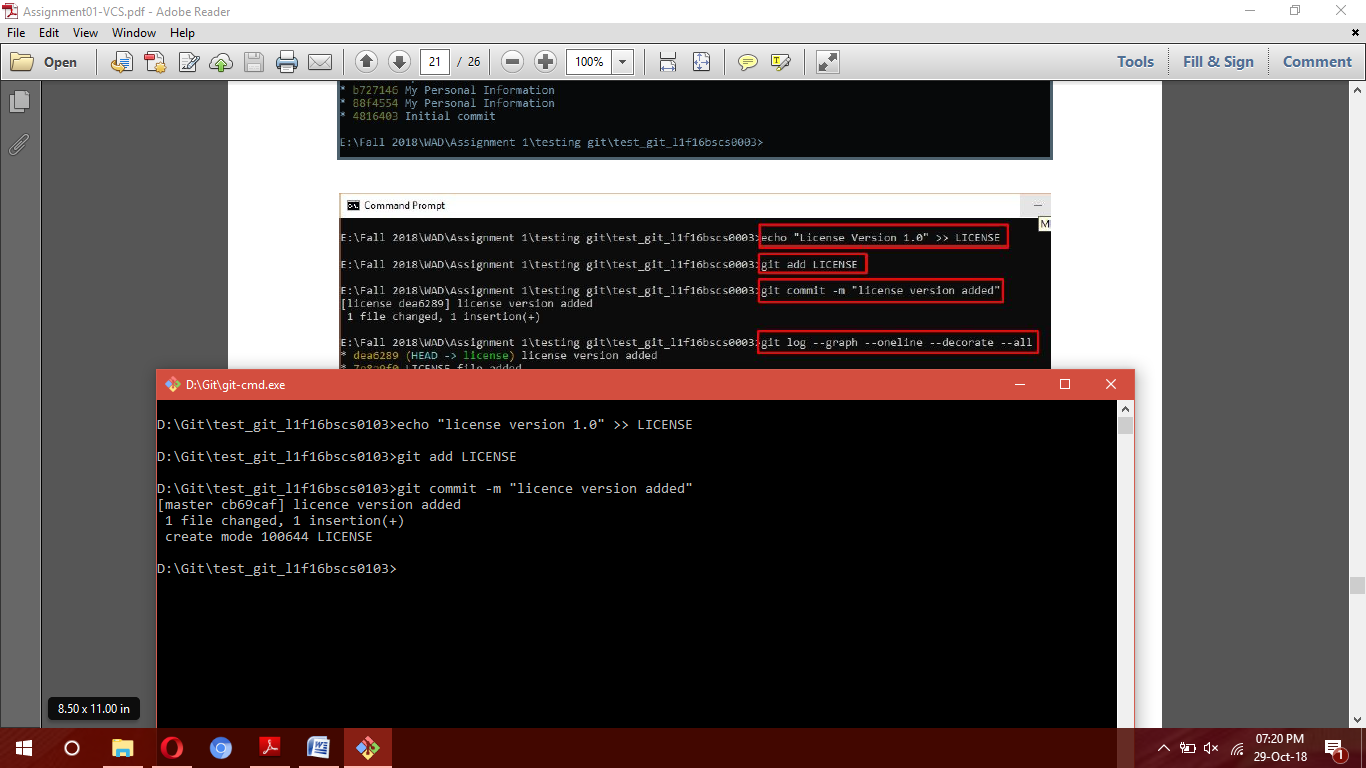 Assignment01-VCS.pdf - Adobe Reader
File Edit View Window Help
Open 21 / 26 100% Tools Fill & Sign Comment
* b727146 My Personal Information
* 88f4554 My Personal Information
* 4816403 Initial commit
E:\Fall 2018\WAD\Assignment 1\testing git\test_git_l1f16bscs0003>
Command Prompt
M
E:\Fall 2018\WAD\Assignment 1\testing git\test_git_l1f16bscs0003>echo "License Version 1.0" >> LICENSE
E:\Fall 2018\WAD\Assignment 1\testing git\test_git_l1f16bscs0003>git add LICENSE
E:\Fall 2018\WAD\Assignment 1\testing git\test_git_l1f16bscs0003>git commit -m "license version added"
[license dea6289] license version added
1 file changed, 1 insertion(+)
E:\Fall 2018\WAD\Assignment 1\testing git\test_git_l1f16bscs0003>git log --graph --oneline --decorate --all
* dea6289 (HEAD -> license) license version added
LICENSE file added
D:\Git\git-cmd.exe
D:\Git\test_git_l1f16bscs0103>echo "license version 1.0" >> LICENSE
D:\Git\test_git_l1f16bscs0103>git add LICENSE
D:\Git\test_git_l1f16bscs0103>git commit -m "licence version added"
[master cb69caf] licence version added
1 file changed, 1 insertion(+)
create mode 100644 LICENSE
D:\Git\test_git_l1f16bscs0103>
8.50 x 11.00 in
07:20 PM
29-Oct-18
1